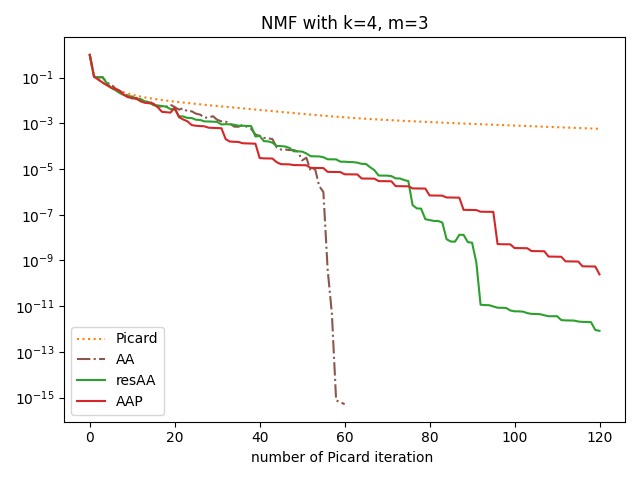 NMF with k=4, m=3
10⁻¹
10⁻³
10⁻⁵
10⁻⁷
10⁻⁹
10⁻¹¹
10⁻¹³
10⁻¹⁵
Picard
AA
resAA
AAP
0 20 40 60 80 100 120
number of Picard iteration